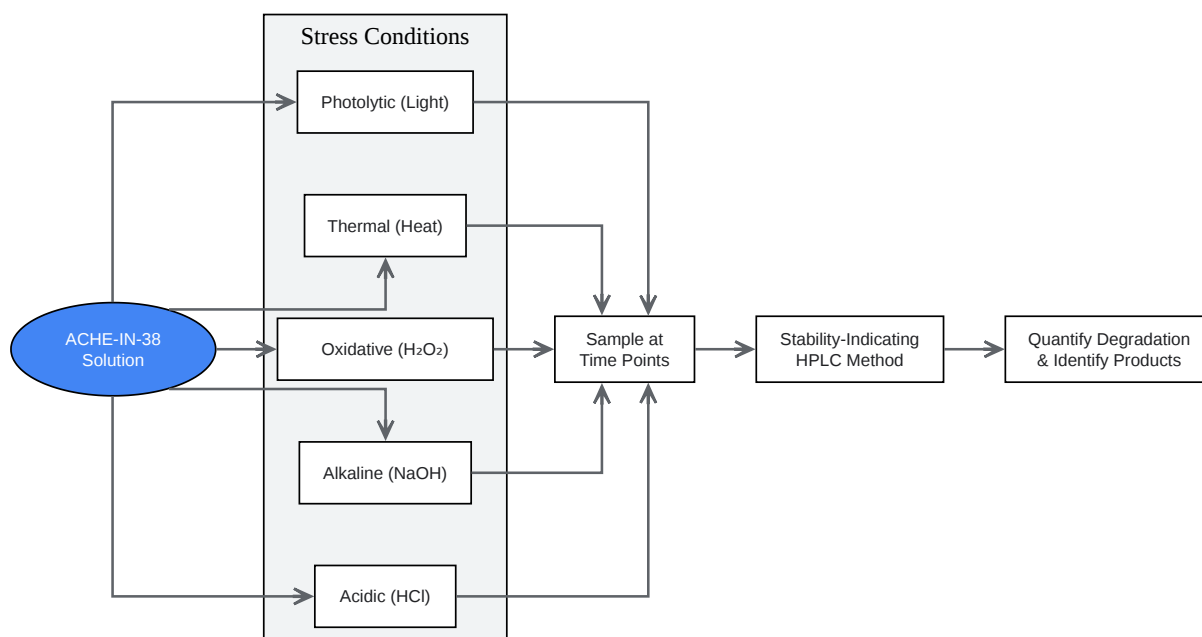 Stress Conditions
Photolytic (Light)
Thermal (Heat)
ACHE-IN-38
Solution
Oxidative (H₂O₂)
Sample at
Time Points
Stability-Indicating
HPLC Method
Quantify Degradation
& Identify Products
Alkaline (NaOH)
Acidic (HCl)